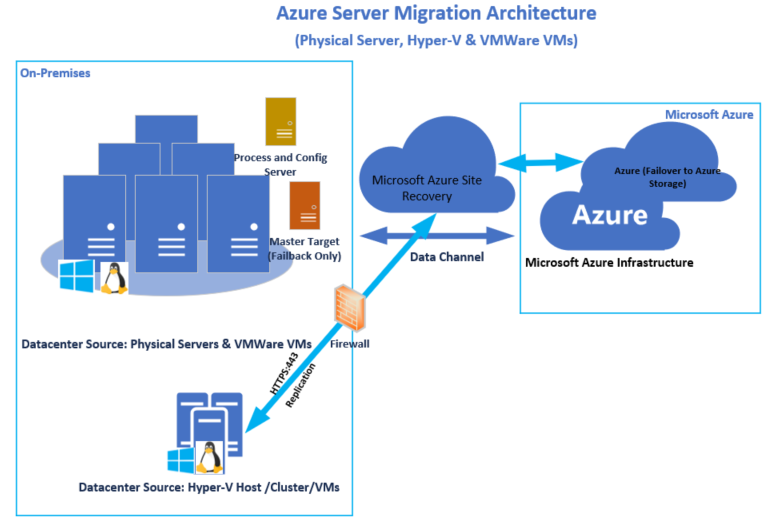 Azure Server Migration Architecture
(Physical Server, Hyper-V & VMWare VMs)
On-Premises
Microsoft Azure
Process and Config
Server
Microsoft Azure Site
Recovery
Azure (Failover to Azure
Storage)
Azure
Master Target
(Failback Only)
Data Channel
Microsoft Azure Infrastructure
Datacenter Source: Physical Servers & VMWare VMs
Firewall
HTTPS:443
Replication
Datacenter Source: Hyper-V Host /Cluster/VMs